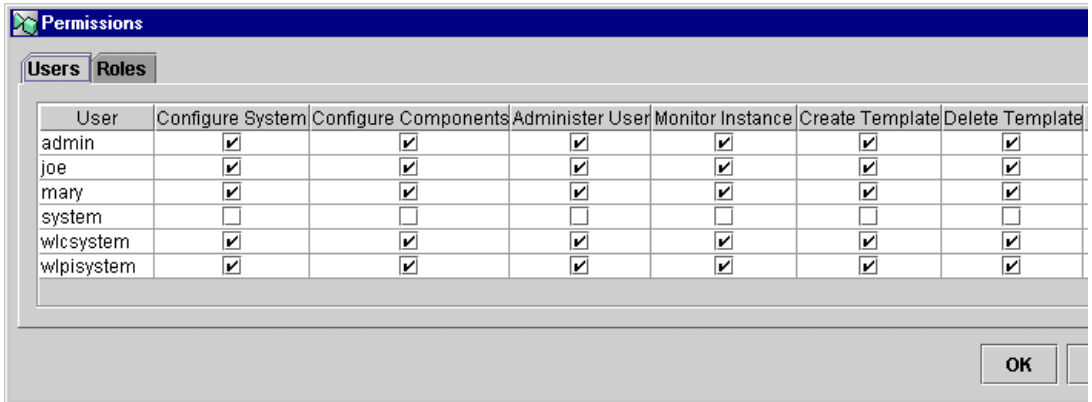 Permissions
Users Roles
User Configure System Configure Components Administer User Monitor Instance Create Template Delete Template
admin
joe
mary
system
wlcsystem
wlpisystem
OK